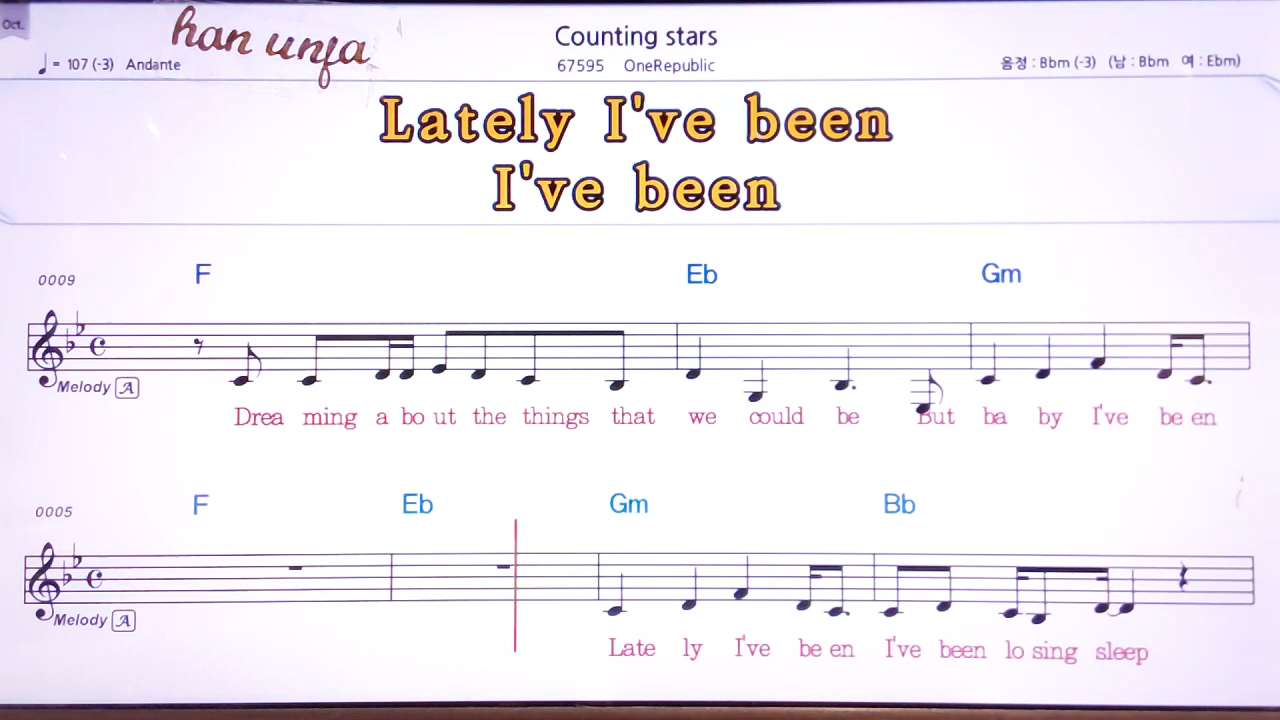 Oct.
han unfa
Counting stars
♩ = 107 (-3) Andante
67595 OneRepublic
음정 : Bbm (-3) (남 : Bbm 여 : Ebm)
Lately I've been
I've been
0009
F Eb Gm
Melody A
Drea ming a bo ut the things that we could be But ba by I've be en
0005
F Eb Gm Bb
Melody A
Late ly I've be en I've been lo sing sleep